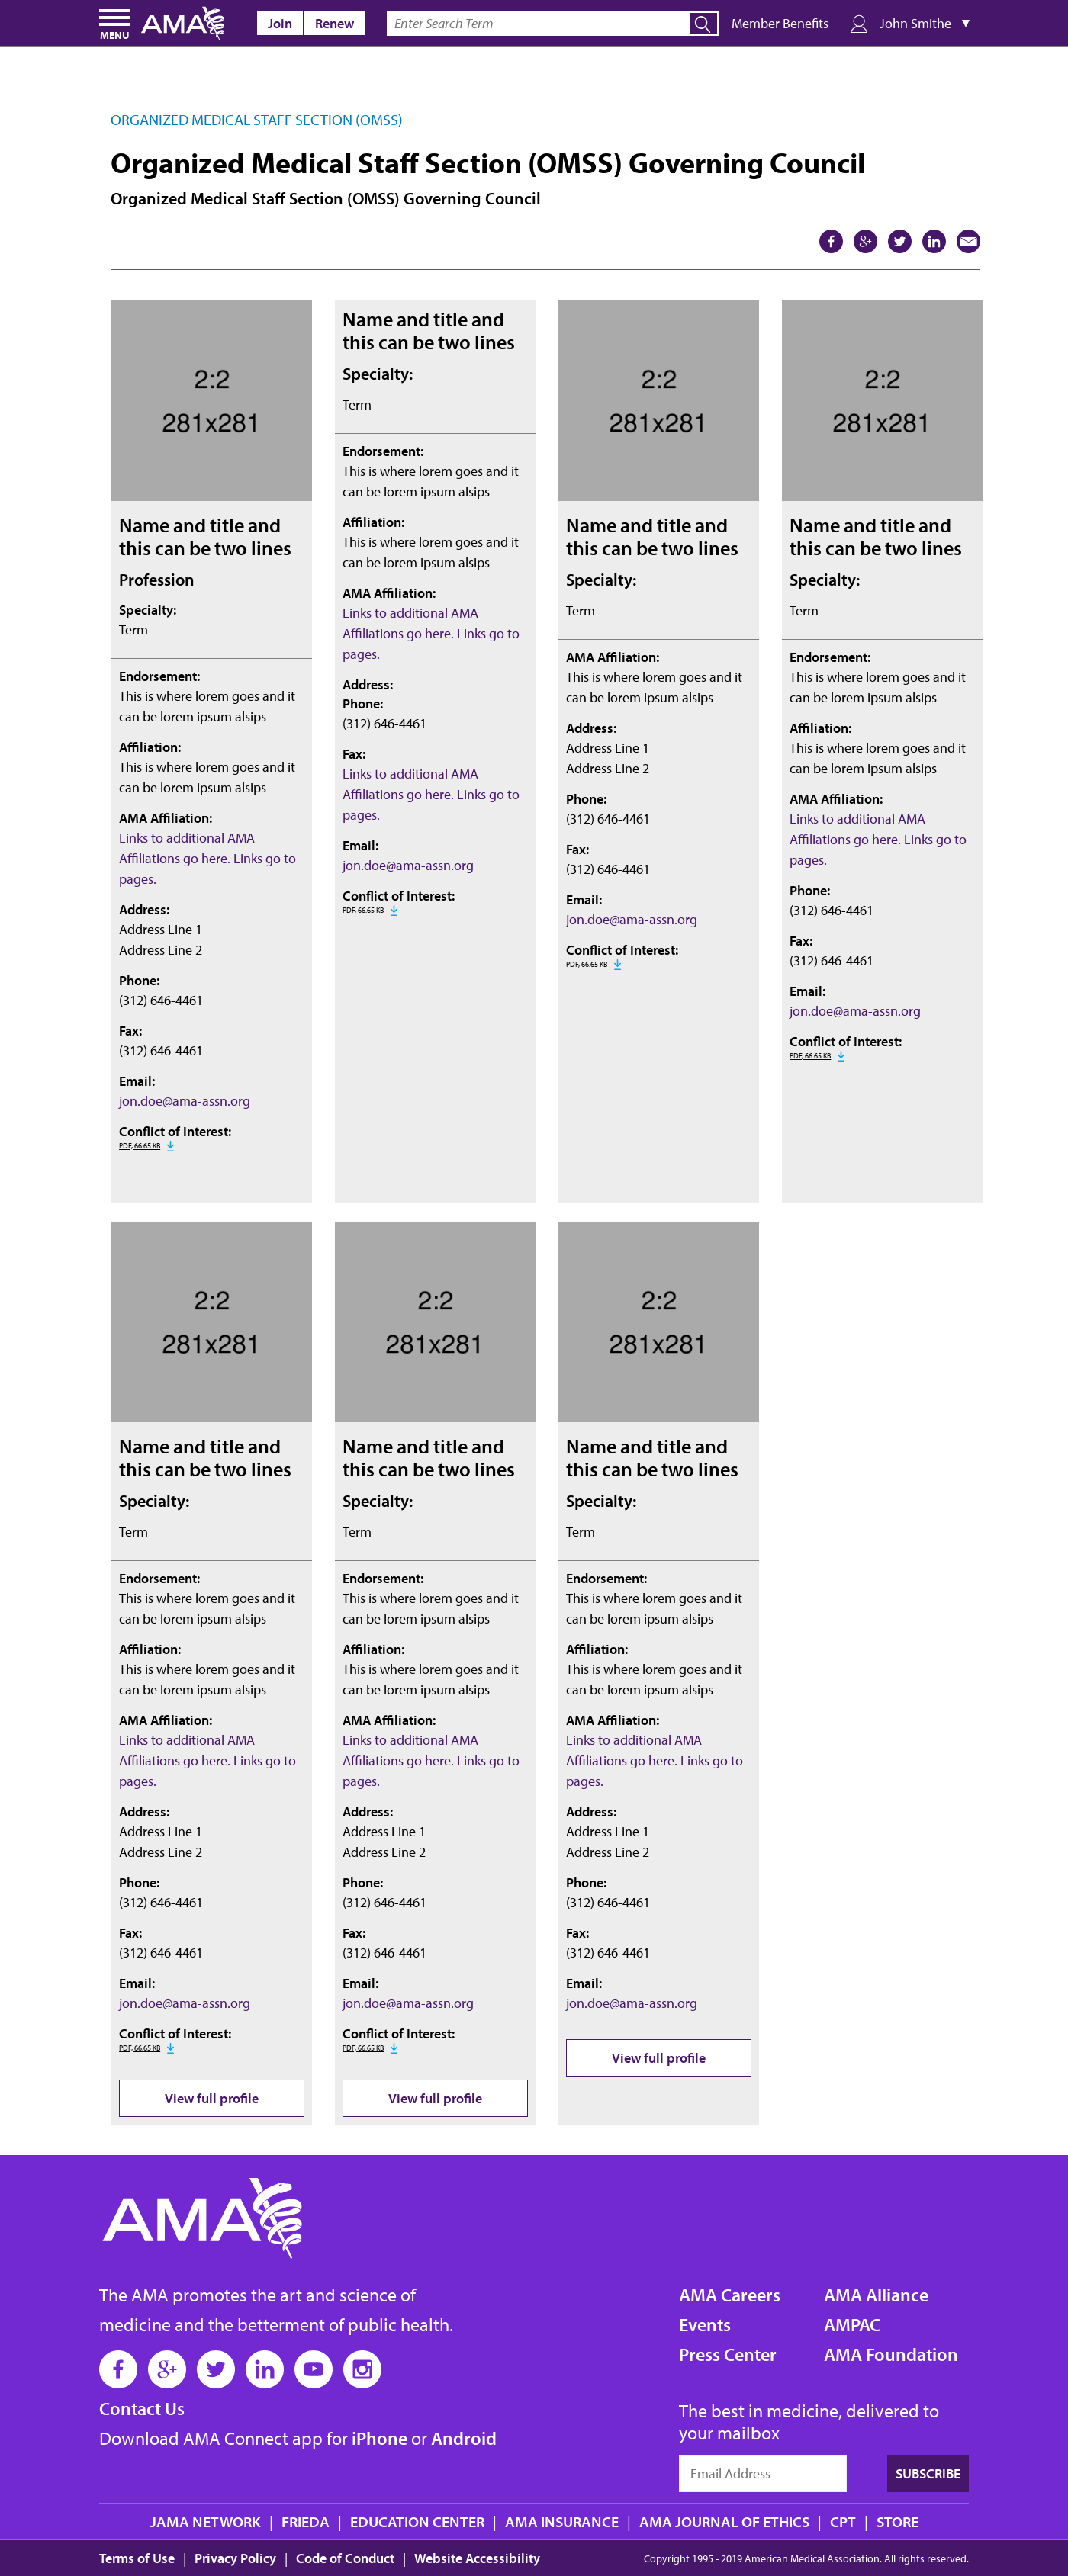 MENU
AMA
Join
Renew
Enter Search Term
Member Benefits
John Smithe
ORGANIZED MEDICAL STAFF SECTION (OMSS)
Organized Medical Staff Section (OMSS) Governing Council
Organized Medical Staff Section (OMSS) Governing Council
2:2
281x281
Name and title and
this can be two lines
Profession
Specialty:
Term
Endorsement:
This is where lorem goes and it
can be lorem ipsum alsips
Affiliation:
This is where lorem goes and it
can be lorem ipsum alsips
AMA Affiliation:
Links to additional AMA
Affiliations go here. Links go to
pages.
Address:
Address Line 1
Address Line 2
Phone:
(312) 646-4461
Fax:
(312) 646-4461
Email:
jon.doe@ama-assn.org
Conflict of Interest:
PDF, 66.65 KB
Name and title and
this can be two lines
Specialty:
Term
Endorsement:
This is where lorem goes and it
can be lorem ipsum alsips
Affiliation:
This is where lorem goes and it
can be lorem ipsum alsips
AMA Affiliation:
Links to additional AMA
Affiliations go here. Links go to
pages.
Address:
Phone:
(312) 646-4461
Fax:
Links to additional AMA
Affiliations go here. Links go to
pages.
Email:
jon.doe@ama-assn.org
Conflict of Interest:
PDF, 66.65 KB
2:2
281x281
Name and title and
this can be two lines
Specialty:
Term
AMA Affiliation:
This is where lorem goes and it
can be lorem ipsum alsips
Address:
Address Line 1
Address Line 2
Phone:
(312) 646-4461
Fax:
(312) 646-4461
Email:
jon.doe@ama-assn.org
Conflict of Interest:
PDF, 66.65 KB
2:2
281x281
Name and title and
this can be two lines
Specialty:
Term
Endorsement:
This is where lorem goes and it
can be lorem ipsum alsips
Affiliation:
This is where lorem goes and it
can be lorem ipsum alsips
AMA Affiliation:
Links to additional AMA
Affiliations go here. Links go to
pages.
Phone:
(312) 646-4461
Fax:
(312) 646-4461
Email:
jon.doe@ama-assn.org
Conflict of Interest:
PDF, 66.65 KB
2:2
281x281
Name and title and
this can be two lines
Specialty:
Term
Endorsement:
This is where lorem goes and it
can be lorem ipsum alsips
Affiliation:
This is where lorem goes and it
can be lorem ipsum alsips
AMA Affiliation:
Links to additional AMA
Affiliations go here. Links go to
pages.
Address:
Address Line 1
Address Line 2
Phone:
(312) 646-4461
Fax:
(312) 646-4461
Email:
jon.doe@ama-assn.org
Conflict of Interest:
PDF, 66.65 KB
View full profile
2:2
281x281
Name and title and
this can be two lines
Specialty:
Term
Endorsement:
This is where lorem goes and it
can be lorem ipsum alsips
Affiliation:
This is where lorem goes and it
can be lorem ipsum alsips
AMA Affiliation:
Links to additional AMA
Affiliations go here. Links go to
pages.
Address:
Address Line 1
Address Line 2
Phone:
(312) 646-4461
Fax:
(312) 646-4461
Email:
jon.doe@ama-assn.org
Conflict of Interest:
PDF, 66.65 KB
View full profile
2:2
281x281
Name and title and
this can be two lines
Specialty:
Term
Endorsement:
This is where lorem goes and it
can be lorem ipsum alsips
Affiliation:
This is where lorem goes and it
can be lorem ipsum alsips
AMA Affiliation:
Links to additional AMA
Affiliations go here. Links go to
pages.
Address:
Address Line 1
Address Line 2
Phone:
(312) 646-4461
Fax:
(312) 646-4461
Email:
jon.doe@ama-assn.org
View full profile
AMA
The AMA promotes the art and science of
medicine and the betterment of public health.
Contact Us
Download AMA Connect app for iPhone or Android
AMA Careers
Events
Press Center
AMA Alliance
AMPAC
AMA Foundation
The best in medicine, delivered to
your mailbox
Email Address
SUBSCRIBE
JAMA NETWORK | FRIEDA | EDUCATION CENTER | AMA INSURANCE | AMA JOURNAL OF ETHICS | CPT | STORE
Terms of Use | Privacy Policy | Code of Conduct | Website Accessibility
Copyright 1995 - 2019 American Medical Association. All rights reserved.